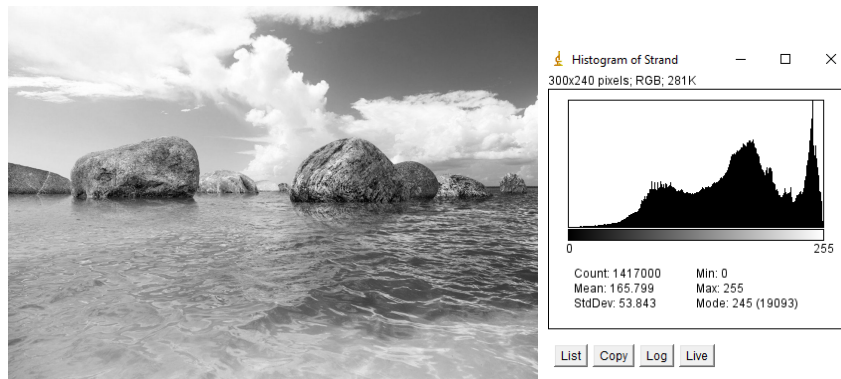 Histogram of Strand
300x240 pixels; RGB; 281K
0 255
Count: 1417000 Min: 0
Mean: 165.799 Max: 255
StdDev: 53.843 Mode: 245 (19093)
List Copy Log Live